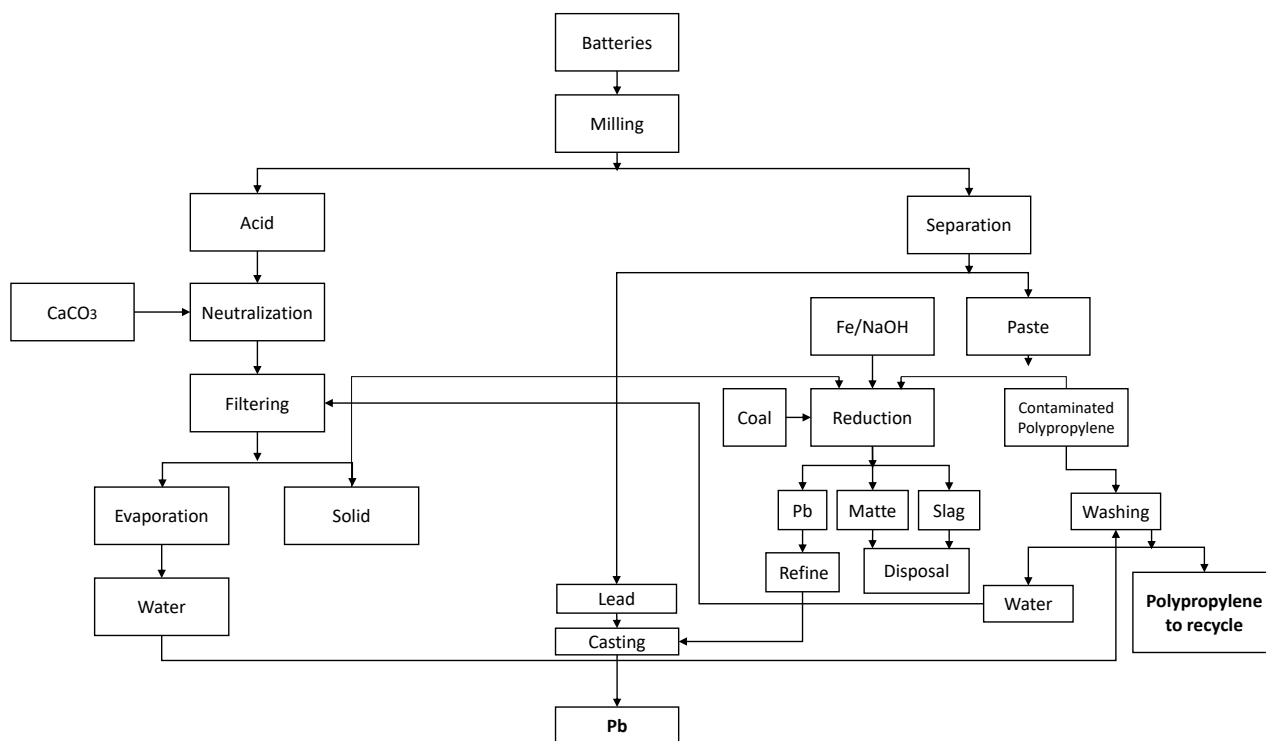 Batteries
Milling
Acid
Separation
CaCO3
Neutralization
Fe/NaOH
Paste
Filtering
Coal
Reduction
Contaminated
Polypropylene
Evaporation
Solid
Pb
Matte
Slag
Washing
Refine
Disposal
Water
Lead
Water
Polypropylene
to recycle
Casting
Pb